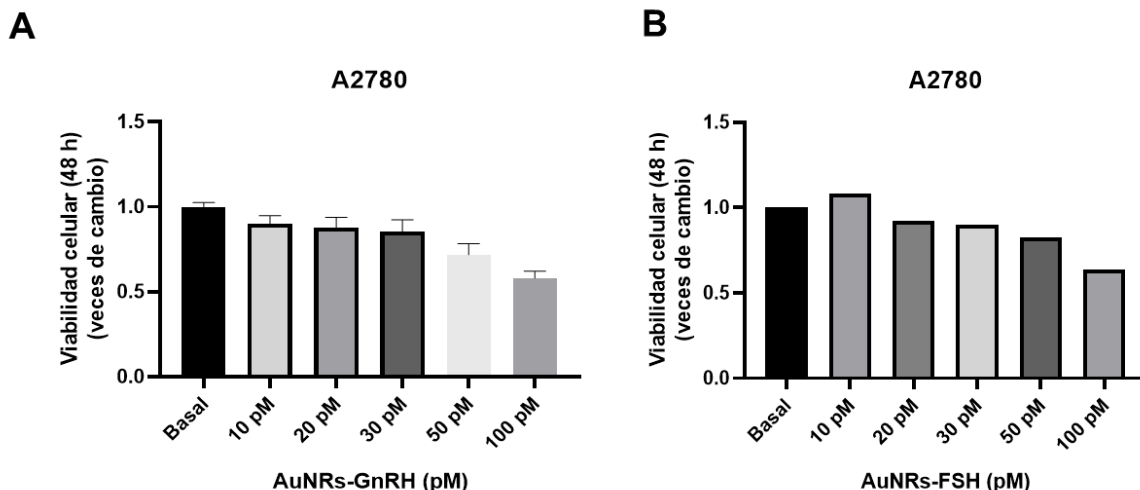 A
A2780
Viabilidad celular (48 h)
(veces de cambio)
1.5
1.0
0.5
0.0
Basal
10 pM
20 pM
30 pM
50 pM
100 pM
AuNRs-GnRH (pM)
B
A2780
Viabilidad celular (48 h)
(veces de cambio)
1.5
1.0
0.5
0.0
Basal
10 pM
20 pM
30 pM
50 pM
100 pM
AuNRs-FSH (pM)